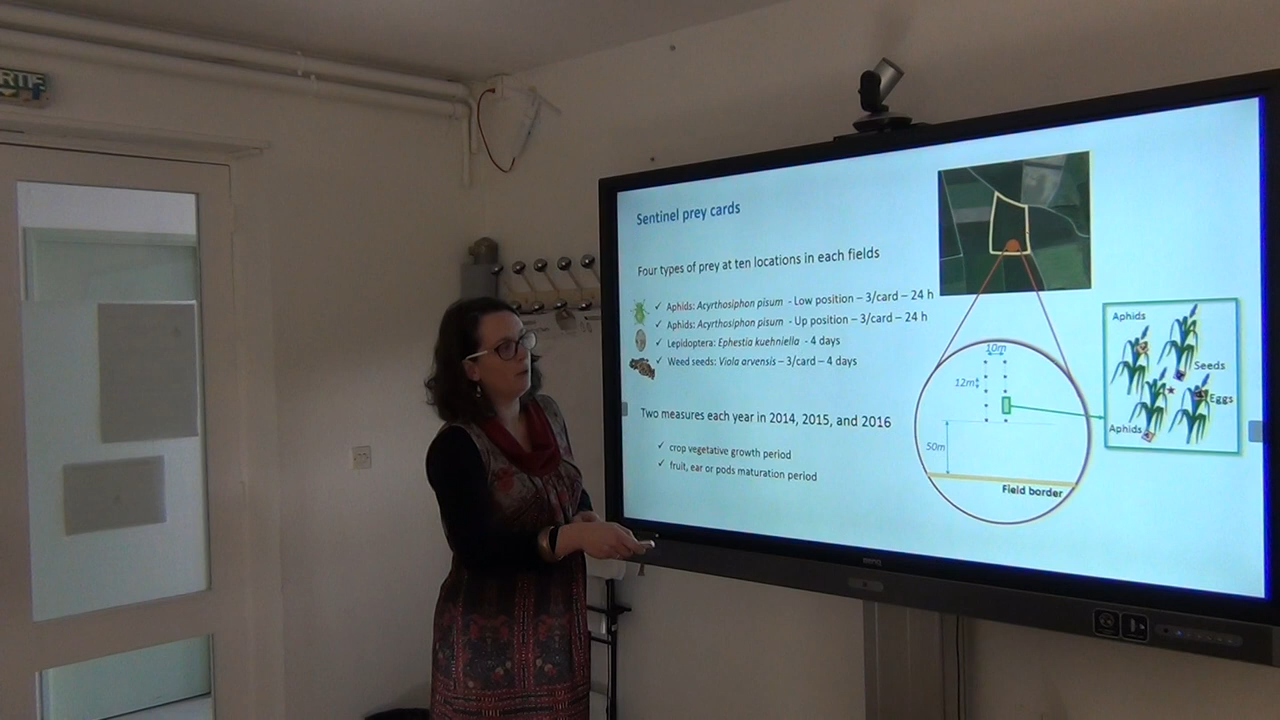 RTIE
Sentinel prey cards
Four types of prey at ten locations in each fields
✓ Aphids: Acyrthosiphon pisum - Low position – 3/card – 24 h
✓ Aphids: Acyrthosiphon pisum - Up position – 3/card – 24 h
✓ Lepidoptera: Ephestia kuehniella - 4 days
✓ Weed seeds: Viola arvensis – 3/card – 4 days
Two measures each year in 2014, 2015, and 2016
✓ crop vegetative growth period
✓ fruit, ear or pods maturation period
10m
12m
50m
Field border
Aphids
Seeds
Eggs
Aphids
BenQ